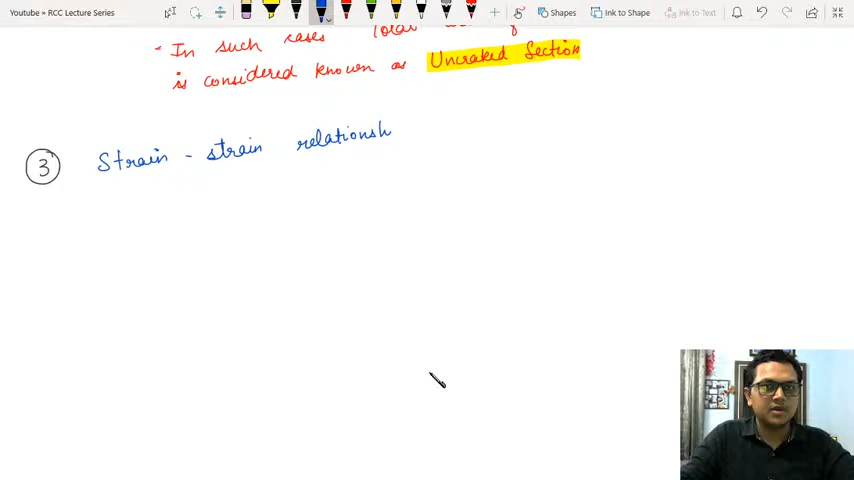 Youtube » RCC Lecture Series
Shapes
Ink to Shape
Ink to Text
- In such cases Total
is considered known as Uncraked Section
③ Strain - strain relationsh